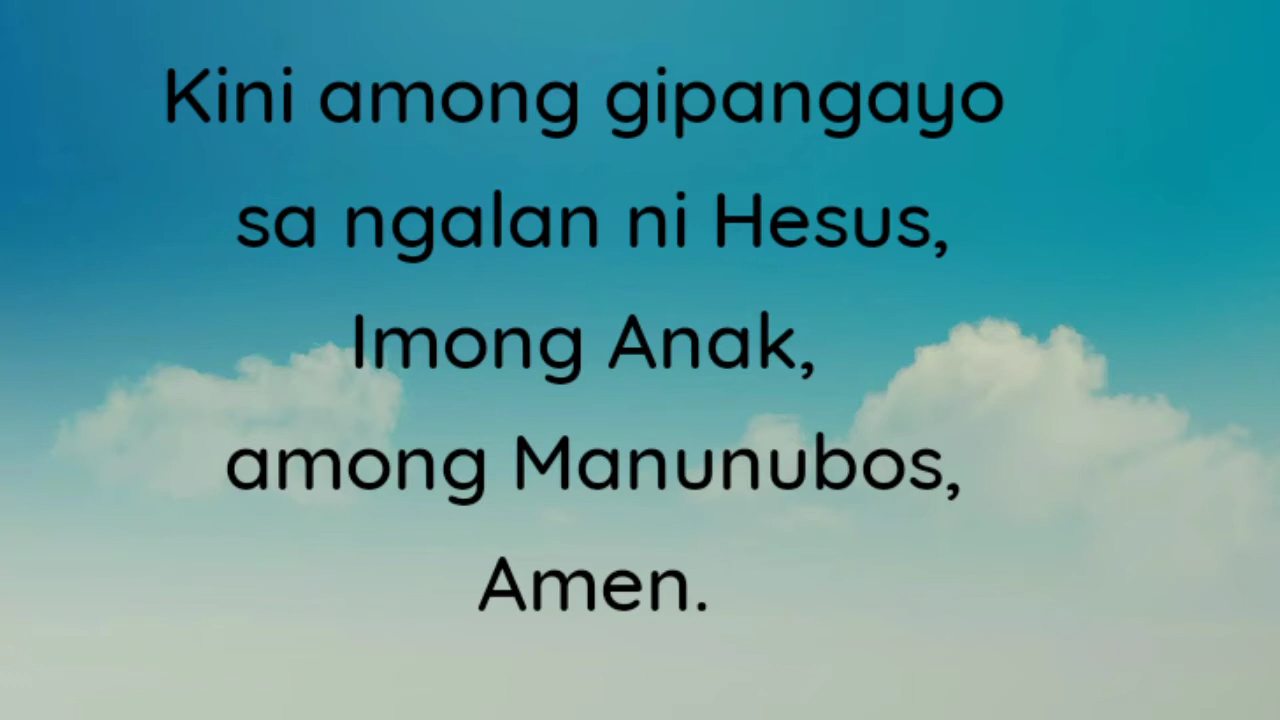 Kini among gipangayo
sa ngalan ni Hesus,
Imong Anak,
among Manunubos,
Amen.